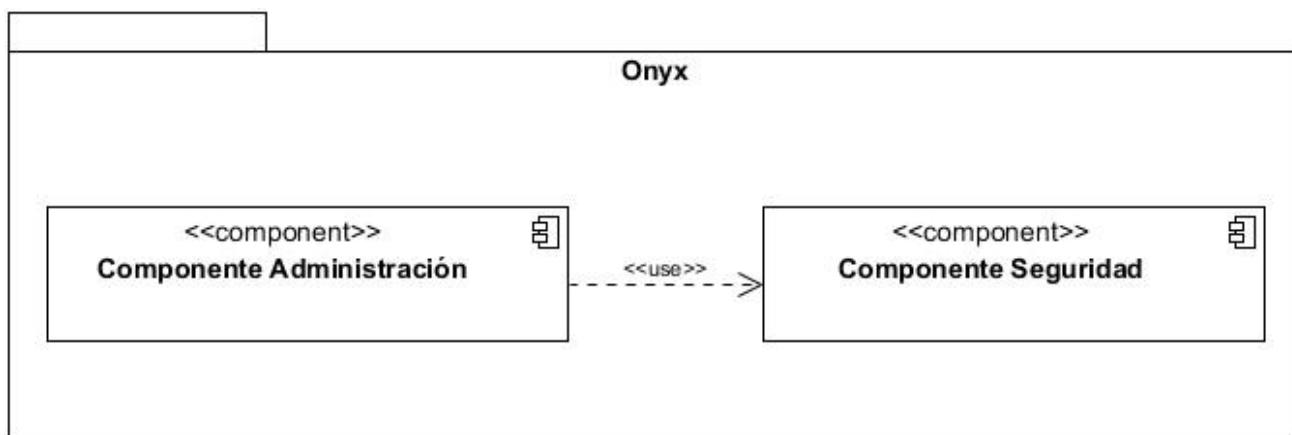 Onyx
<<component>>
Componente Administración
<<use>>
<<component>>
Componente Seguridad